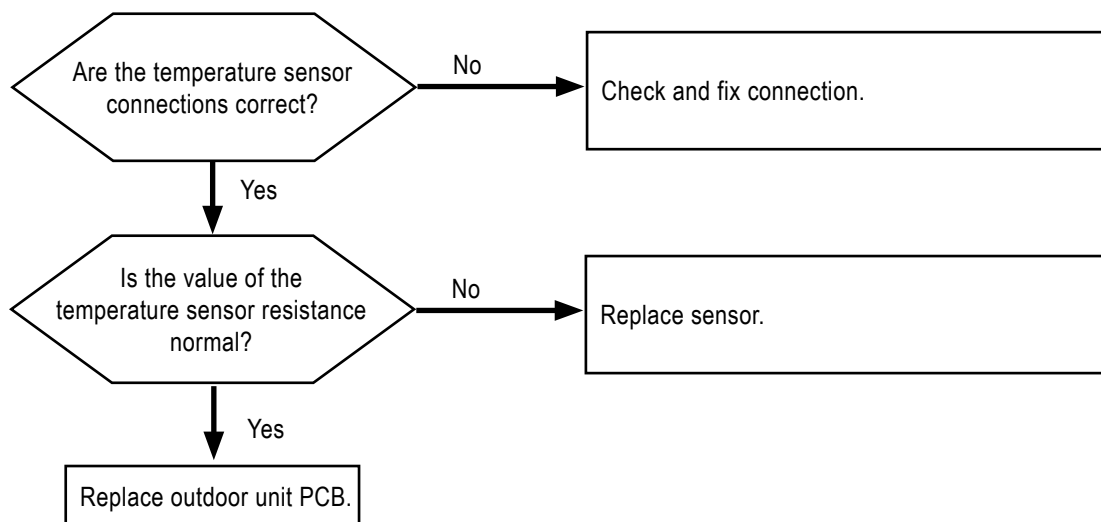 Are the temperature sensor
connections correct?
No
Check and fix connection.
Yes
Is the value of the
temperature sensor resistance
normal?
No
Replace sensor.
Yes
Replace outdoor unit PCB.